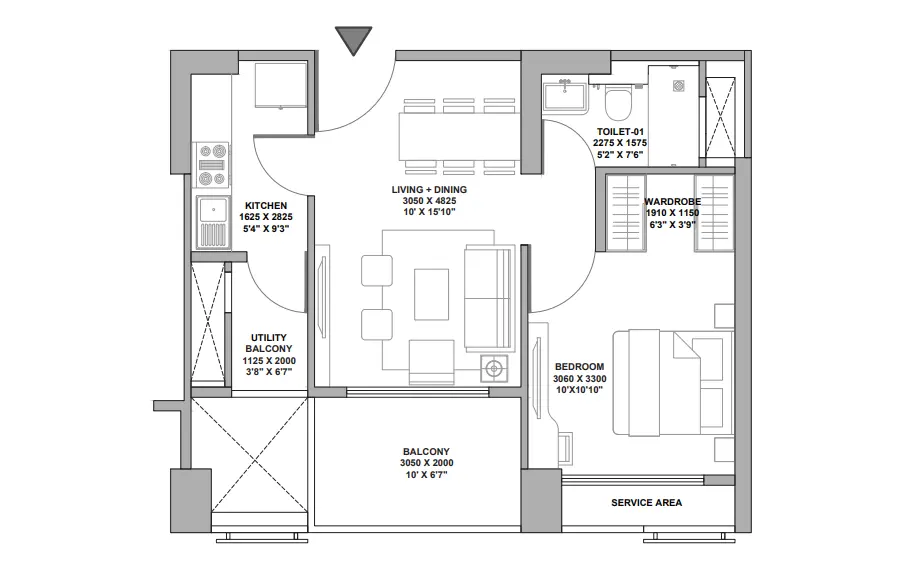 TOILET-01
2275 X 1575
5'2" X 7'6"
LIVING + DINING
3050 X 4825
10' X 15'10"
KITCHEN
1625 X 2825
5'4" X 9'3"
WARDROBE
1910 X 1150
6'3" X 3'9"
UTILITY
BALCONY
1125 X 2000
3'8" X 6'7"
BEDROOM
3060 X 3300
10'X10'10"
BALCONY
3050 X 2000
10' X 6'7"
SERVICE AREA